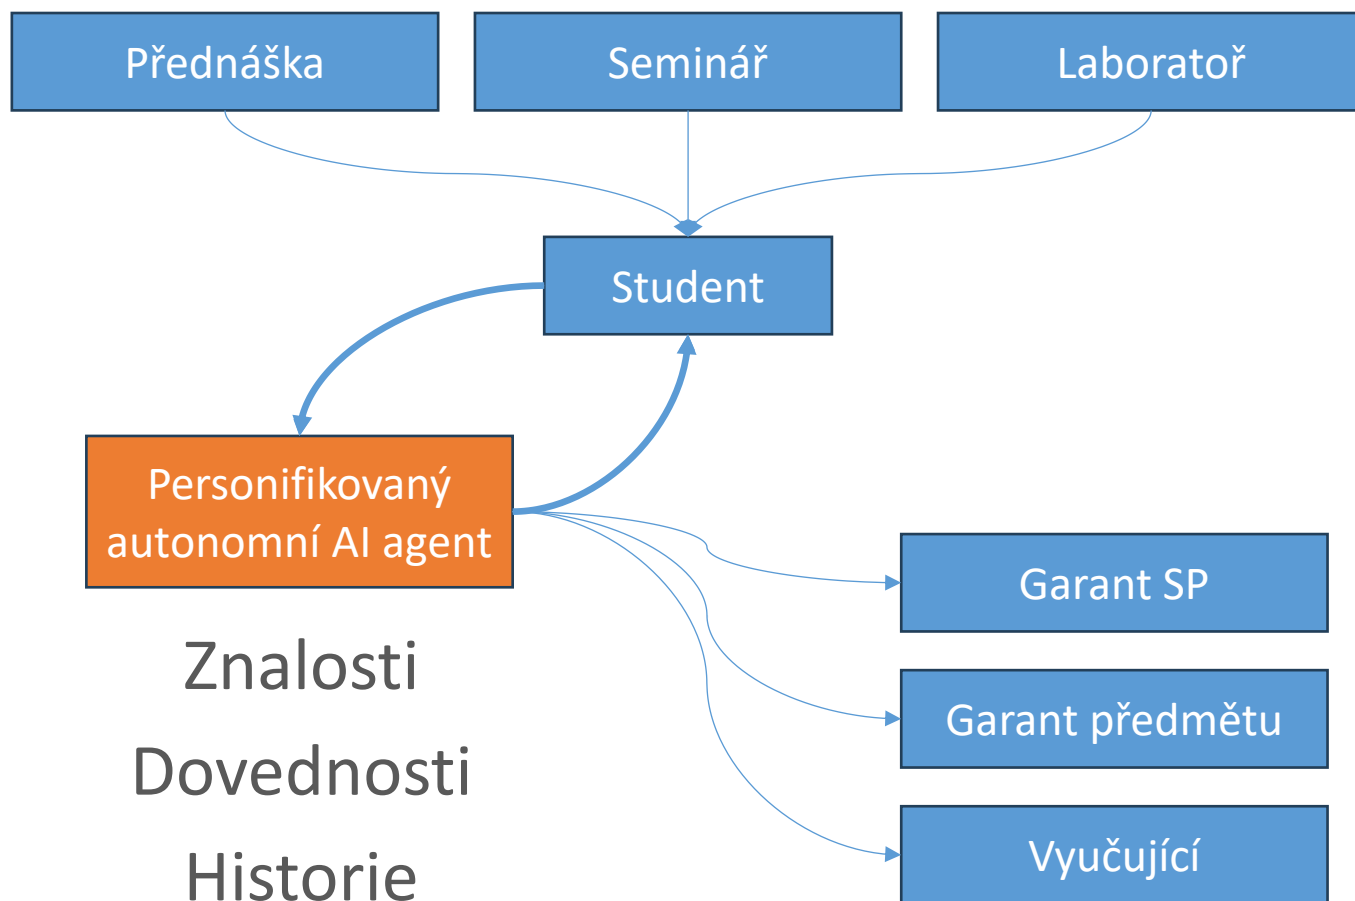 Přednáška
Seminář
Laboratoř
Student
Personifikovaný
autonomní AI agent
Garant SP
Garant předmětu
Vyučující
Znalosti
Dovednosti
Historie